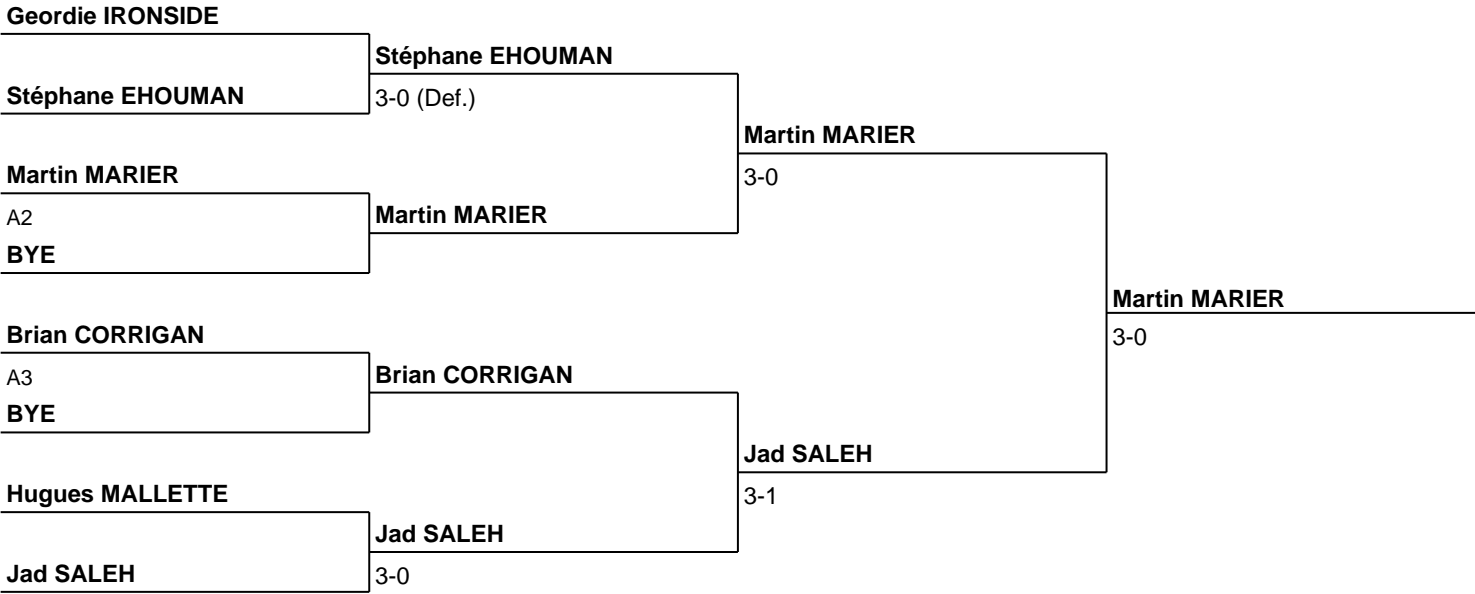 Geordie IRONSIDE
Stéphane EHOUMAN
Stéphane EHOUMAN
3-0 (Def.)
Martin MARIER
Martin MARIER
3-0
A2
Martin MARIER
BYE
Martin MARIER
Brian CORRIGAN
3-0
A3
Brian CORRIGAN
BYE
Jad SALEH
Hugues MALLETTE
3-1
Jad SALEH
Jad SALEH
3-0